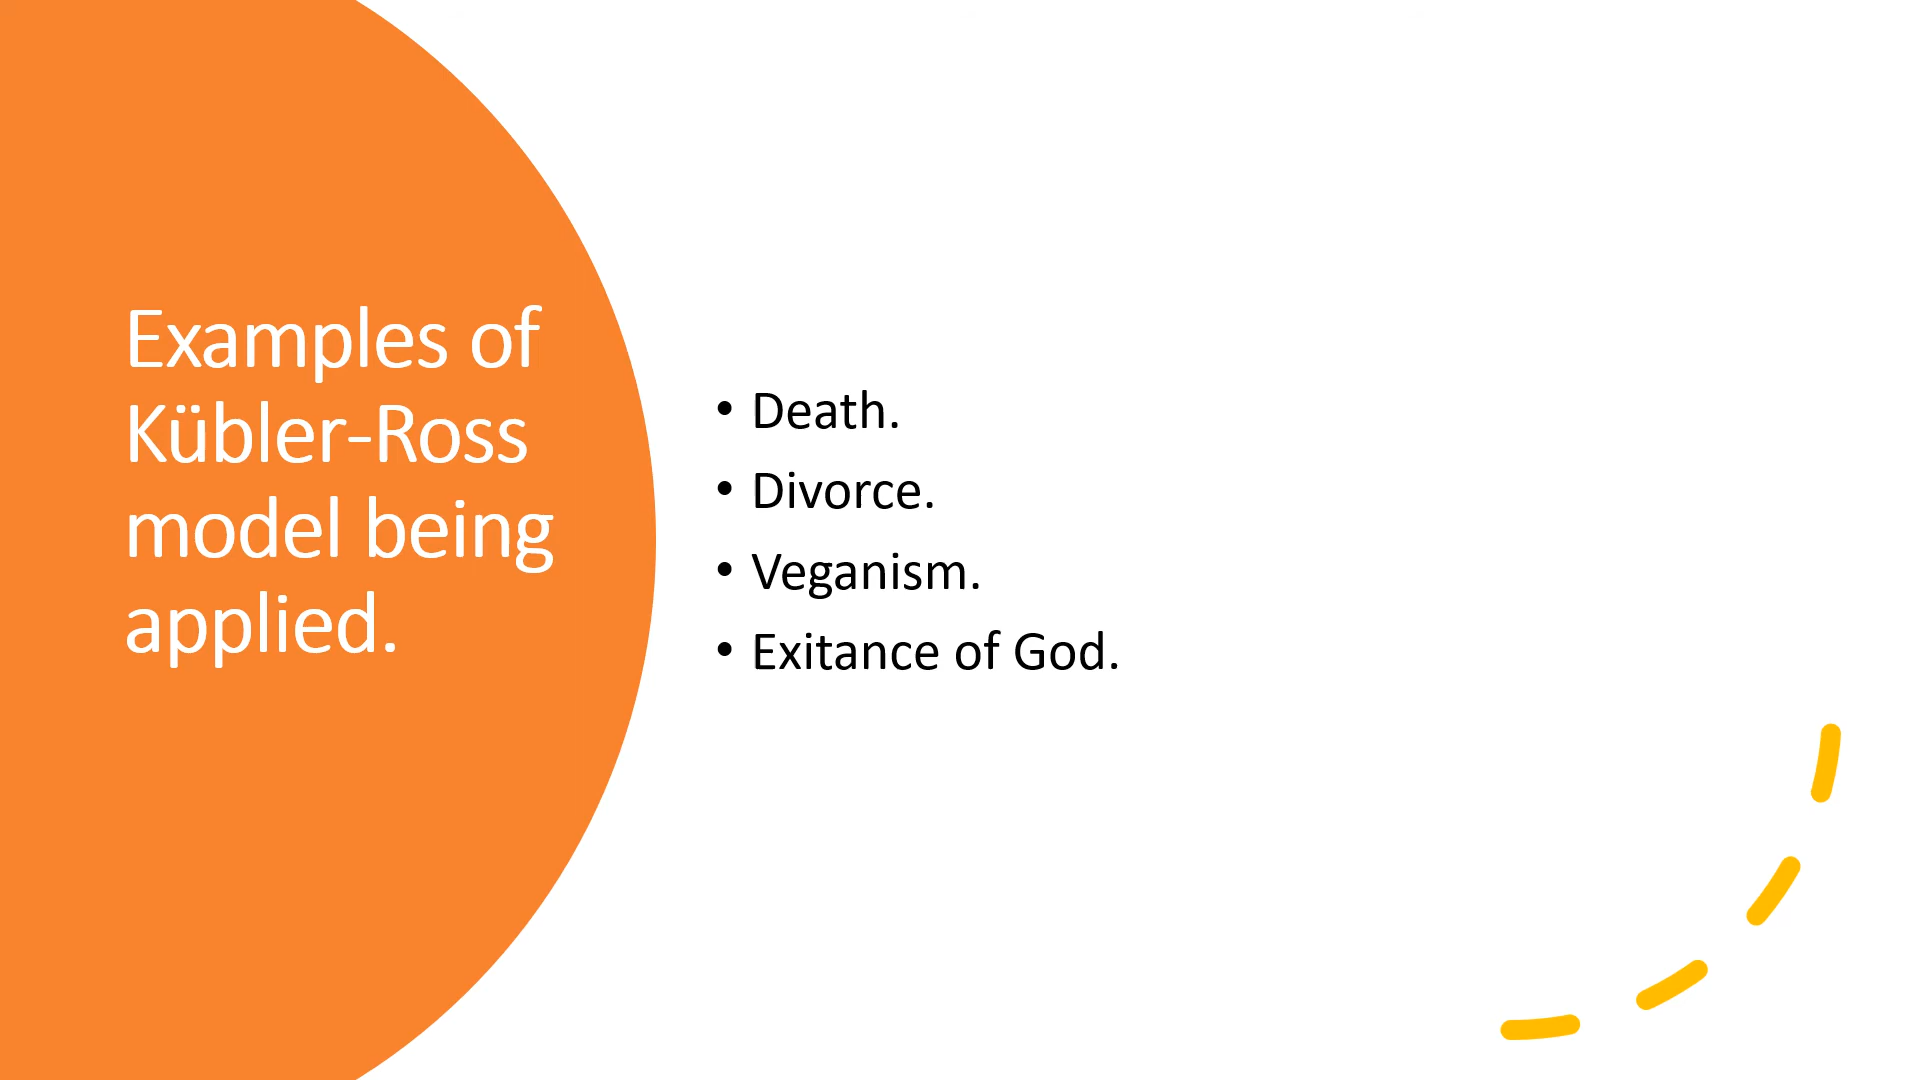 Examples of
Kübler-Ross
model being
applied.
• Death.
• Divorce.
• Veganism.
• Exitance of God.